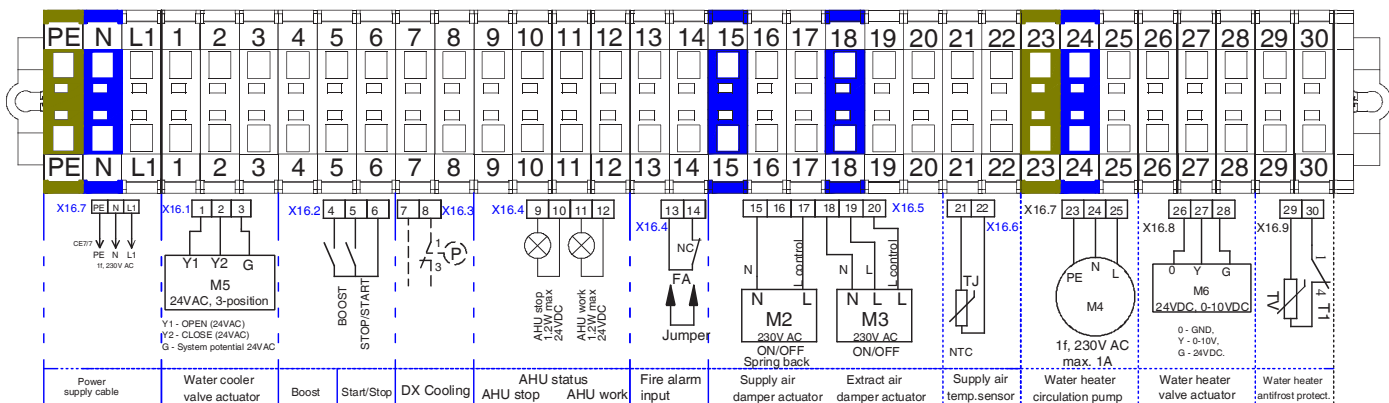 PE N L1 1 2 3 4 5 6 7 8 9 10 11 12 13 14 15 16 17 18 19 20 21 22 23 24 25 26 27 28 29 30
PE N L1 1 2 3 4 5 6 7 8 9 10 11 12 13 14 15 16 17 18 19 20 21 22 23 24 25 26 27 28 29 30
X16.7 PE N L1
CE7/7
PE N L1
1f, 230V AC
Power
supply cable
X16.1 1 2 3
Y1 Y2 G
M5
24VAC, 3-position
Y1 - OPEN (24VAC)
Y2 - CLOSE (24VAC)
G - System potential 24VAC
Water cooler
valve actuator
X16.2 4 5 6
BOOST
STOP/START
Boost
Start/Stop
7 8 X16.3
1
P
3
DX Cooling
X16.4 9 10 11 12
AHU stop
1,2W max
24VDC
AHU work
1,2W max
24VDC
AHU status
AHU stop AHU work
13 14
X16.4
NC
FA
Jumper
Fire alarm
input
15 16 17 18 19 20 X16.5
N
L control
N
L
L control
N L
M2
230V AC
ON/OFF
Spring back
N L L
M3
230V AC
ON/OFF
Supply air
damper actuator
Extract air
damper actuator
21 22
X16.6
TJ
NTC
Supply air
temp.sensor
X16.7
23 24 25
PE N L
M4
1f, 230V AC
max. 1A
Water heater
circulation pump
26 27 28
X16.8
0 Y G
M6
24VDC, 0-10VDC
0 - GND,
Y - 0-10V,
G - 24VDC.
Water heater
valve actuator
29 30
X16.9
TV
1
4
T1
Water heater
antifrost protect.